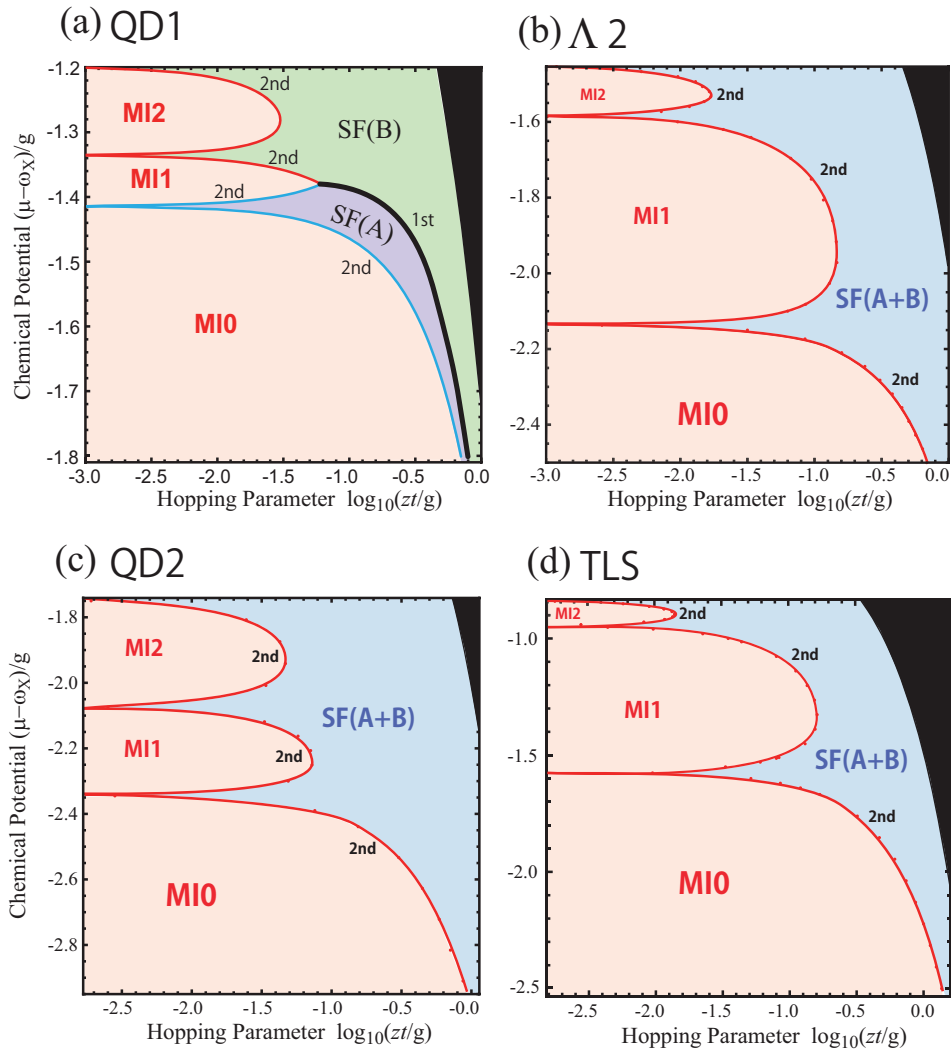 (a) QD1
-1.2
-1.3
-1.4
-1.5
-1.6
-1.7
-1.8
Chemical Potential (μ−ωX)/g
MI2
2nd
SF(B)
2nd
MI1
2nd
SF(A)
1st
2nd
MI0
-3.0 -2.5 -2.0 -1.5 -1.0 -0.5 0.0
Hopping Parameter log10(zt/g)
(b) Λ 2
-1.6
-1.8
-2.0
-2.2
-2.4
MI2
2nd
2nd
MI1
SF(A+B)
2nd
MI0
-3.0 -2.5 -2.0 -1.5 -1.0 -0.5 0.0
Hopping Parameter log10(zt/g)
(c) QD2
-1.8
-2.0
-2.2
-2.4
-2.6
-2.8
Chemical Potential (μ−ωX)/g
MI2
2nd
SF(A+B)
MI1
2nd
2nd
MI0
-2.5 -2.0 -1.5 -1.0 -0.5 -0.0
Hopping Parameter log10(zt/g)
(d) TLS
-1.0
-1.5
-2.0
-2.5
MI2
2nd
2nd
MI1
SF(A+B)
2nd
MI0
-2.5 -2.0 -1.5 -1.0 -0.5 0.0
Hopping Parameter log10(zt/g)